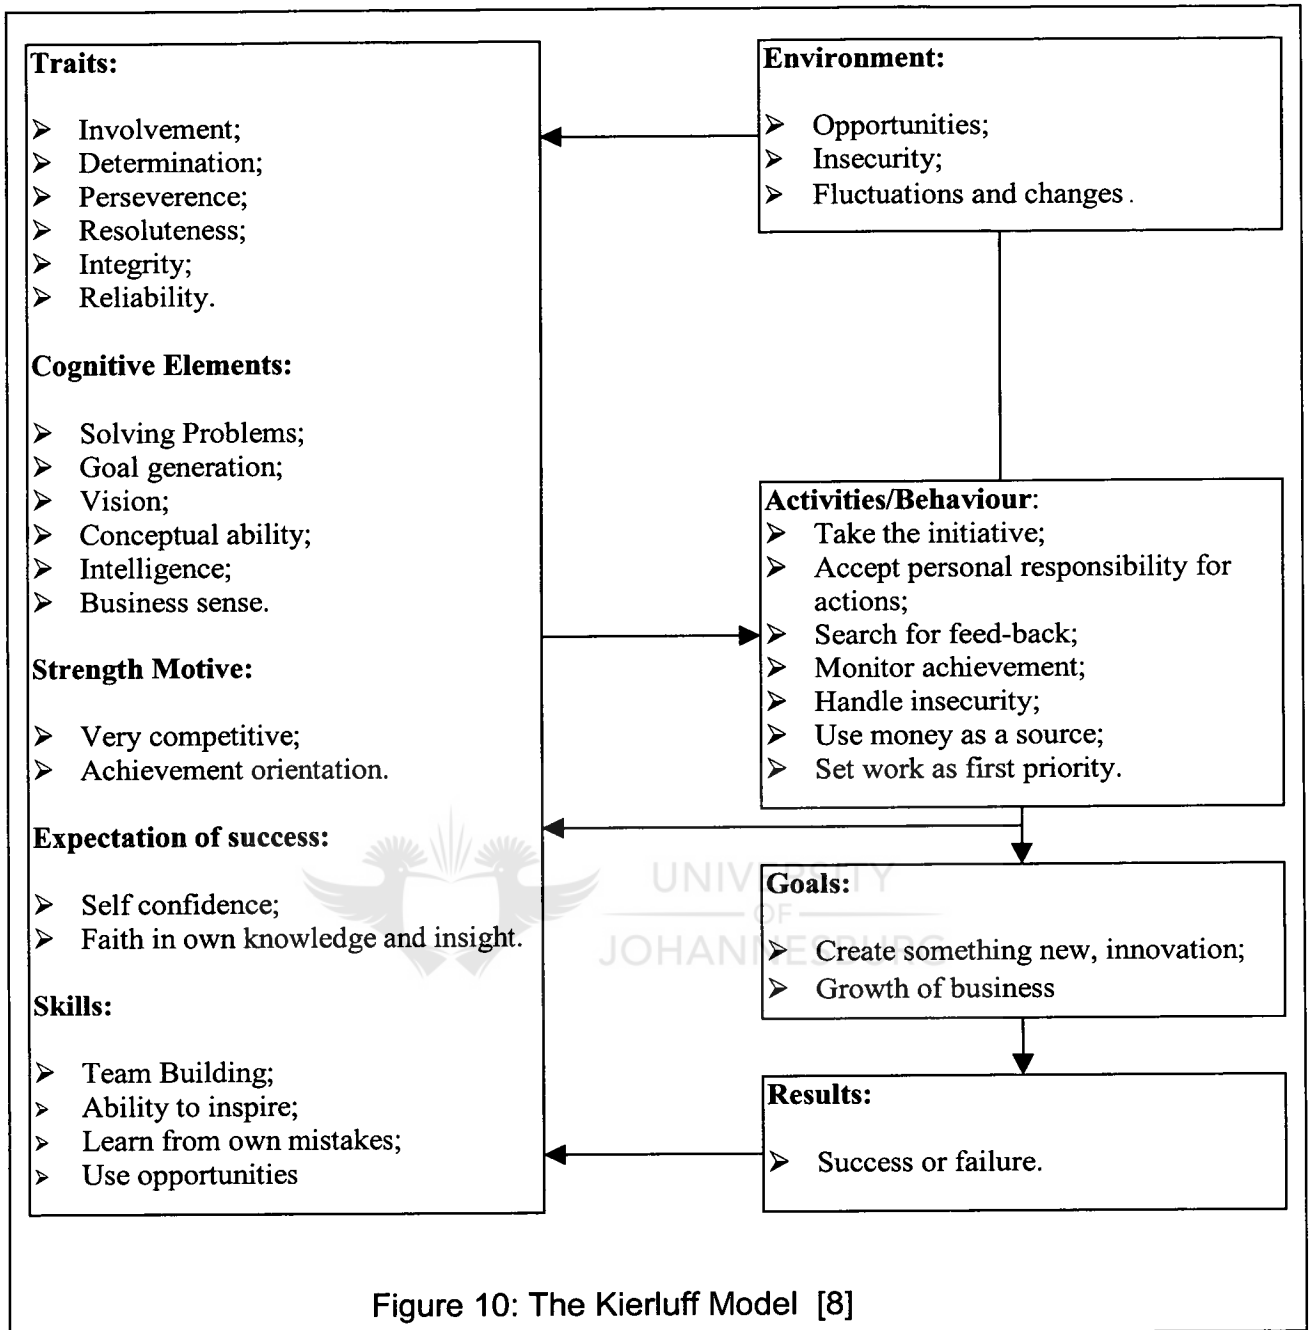 Traits:
➢ Involvement;
➢ Determination;
➢ Perseverence;
➢ Resoluteness;
➢ Integrity;
➢ Reliability.
Cognitive Elements:
➢ Solving Problems;
➢ Goal generation;
➢ Vision;
➢ Conceptual ability;
➢ Intelligence;
➢ Business sense.
Strength Motive:
➢ Very competitive;
➢ Achievement orientation.
Expectation of success:
➢ Self confidence;
➢ Faith in own knowledge and insight.
Skills:
➢ Team Building;
➢ Ability to inspire;
➢ Learn from own mistakes;
➢ Use opportunities
Environment:
➢ Opportunities;
➢ Insecurity;
➢ Fluctuations and changes .
Activities/Behaviour:
➢ Take the initiative;
➢ Accept personal responsibility for
actions;
➢ Search for feed-back;
➢ Monitor achievement;
➢ Handle insecurity;
➢ Use money as a source;
➢ Set work as first priority.
Goals:
➢ Create something new, innovation;
➢ Growth of business
Results:
➢ Success or failure.
UNIVERSITY
OF
JOHANNESBURG
Figure 10: The Kierluff Model [8]